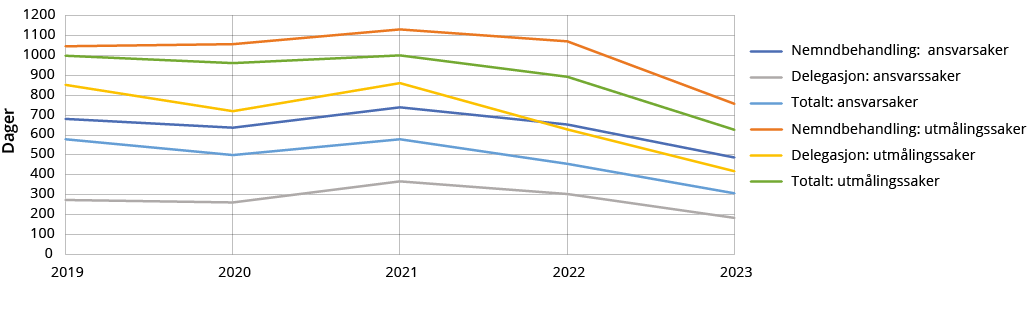 1200
1100
1000
900
800
700
600
500
400
300
200
100
0
Dager
2019 2020 2021 2022 2023
Nemndbehandling: ansvarsaker
Delegasjon: ansvarssaker
Totalt: ansvarsaker
Nemndbehandling: utmålingssaker
Delegasjon: utmålingssaker
Totalt: utmålingssaker